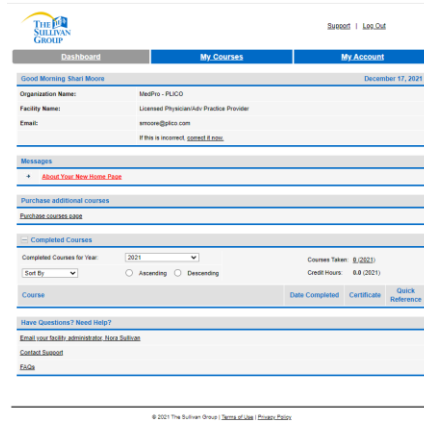 THE
SULLIVAN
GROUP
Support | Log Out
Dashboard My Courses My Account
Good Morning Shari Moore December 17, 2021
Organization Name: MedPro - PLICO
Facility Name: Licensed Physician/Adv Practice Provider
Email: smoore@plico.com
If this is incorrect, correct it now.
Messages
+ About Your New Home Page
Purchase additional courses
Purchase courses page
Completed Courses
Completed Courses for Year: 2021 Courses Taken: 0 (2021)
Sort By Ascending Descending Credit Hours: 0.0 (2021)
Course Date Completed Certificate Quick Reference
Have Questions? Need Help?
Email your facility administrator, Nora Sullivan
Contact Support
FAQs
© 2021 The Sullivan Group | Terms of Use | Privacy Policy